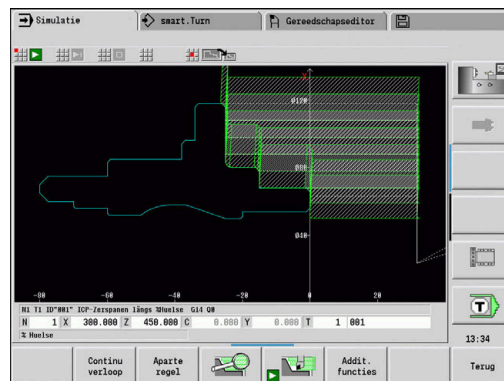 Simulatie smart.Turn Gereedschapseditor
X
Ø120
Ø80
Ø40
-80 -60 -40 -20 0 20
N1 T1 ID"001" ICP-Zerspanen längs %Huelse G14 Q0
N 1 X 300.000 Z 450.000 C 0.000 Y 0.000 T 1 001
% Huelse
T
13:34
Continu verloop
Aparte regel
Addit. functies
Terug